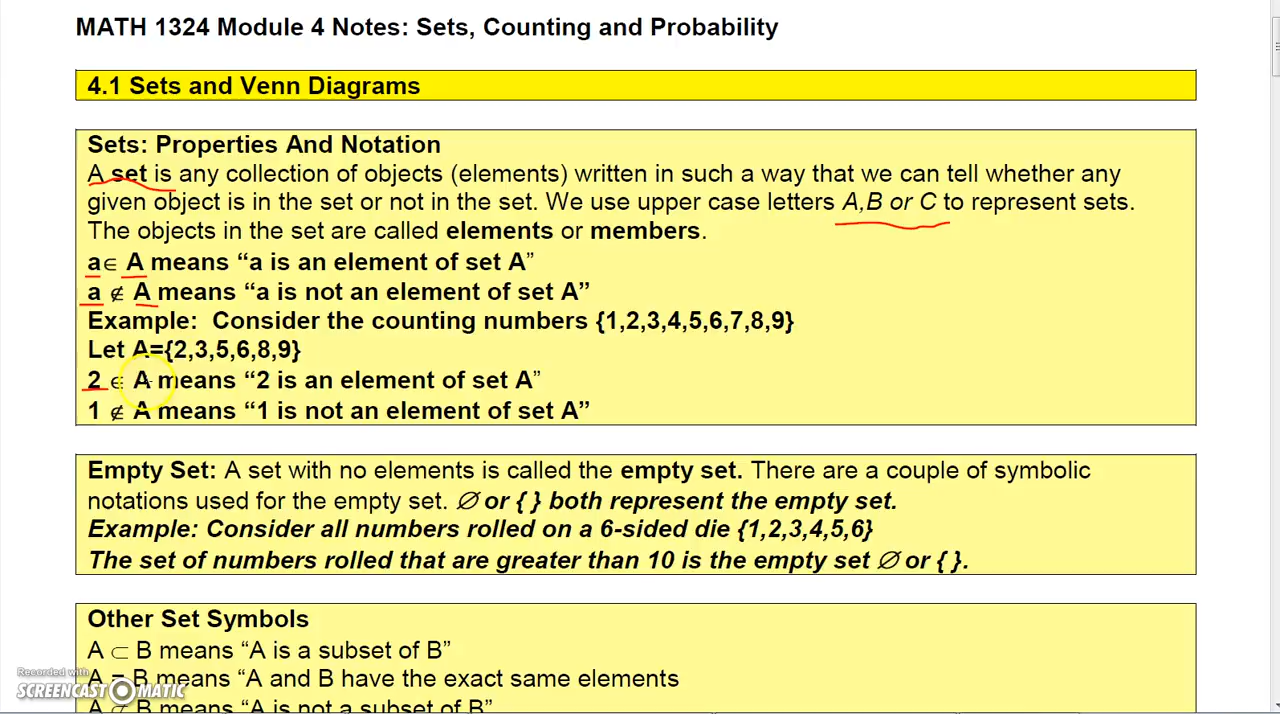 MATH 1324 Module 4 Notes: Sets, Counting and Probability
4.1 Sets and Venn Diagrams
Sets: Properties And Notation
A set is any collection of objects (elements) written in such a way that we can tell whether any
given object is in the set or not in the set. We use upper case letters A,B or C to represent sets.
The objects in the set are called elements or members.
a∈ A means “a is an element of set A”
a ∉ A means “a is not an element of set A”
Example: Consider the counting numbers {1,2,3,4,5,6,7,8,9}
Let A={2,3,5,6,8,9}
2 ∈ A means “2 is an element of set A”
1 ∉ A means “1 is not an element of set A”
Empty Set: A set with no elements is called the empty set. There are a couple of symbolic
notations used for the empty set. ∅ or { } both represent the empty set.
Example: Consider all numbers rolled on a 6-sided die {1,2,3,4,5,6}
The set of numbers rolled that are greater than 10 is the empty set ∅ or { }.
Other Set Symbols
A ⊂ B means “A is a subset of B”
A = B means “A and B have the exact same elements
A ⊄ B means “A is not a subset of B”
Recorded with
SCREENCAST-O-MATIC